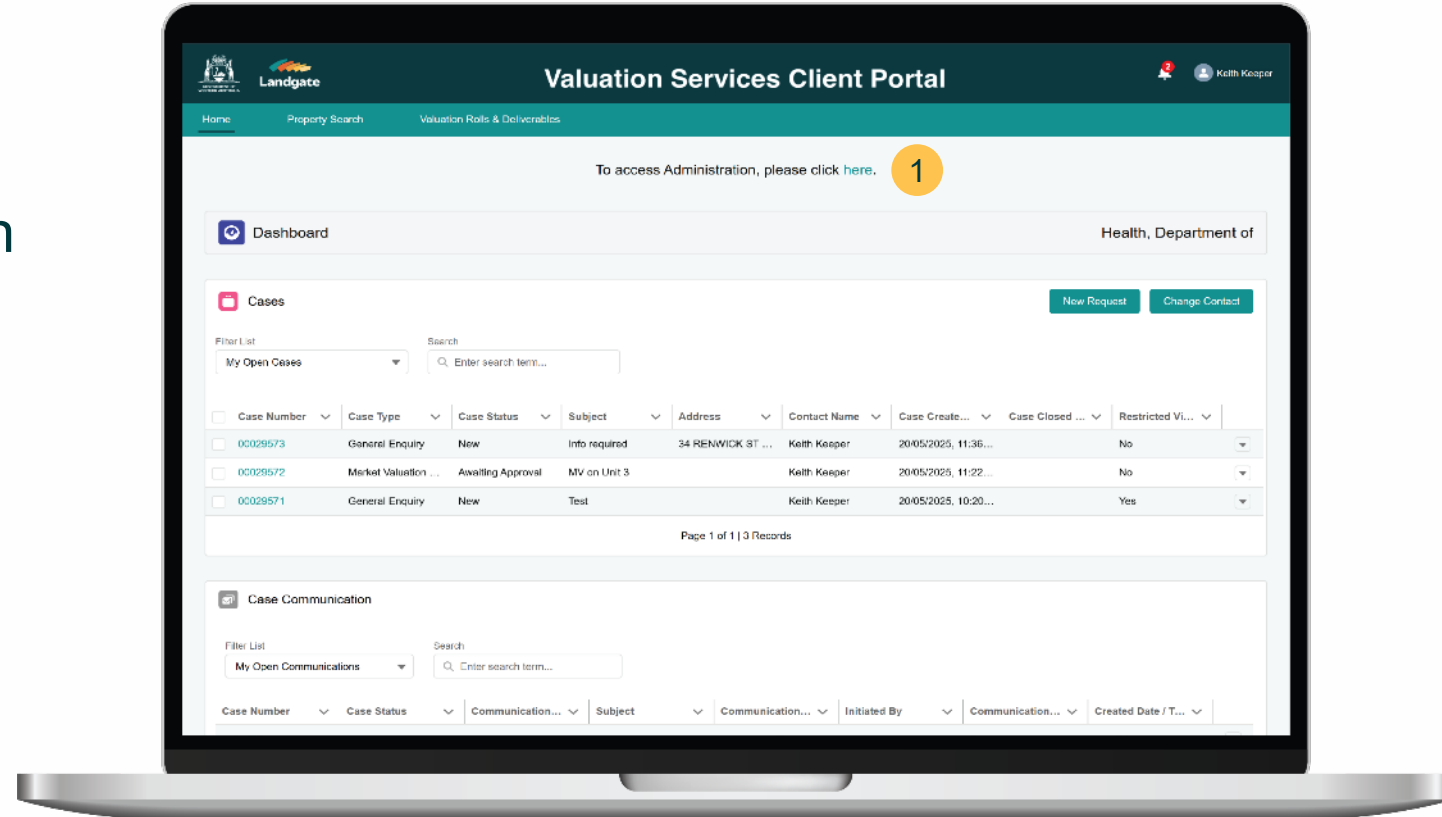 Landgate
Valuation Services Client Portal
2
Keith Keeper
Home Property Search Valuation Rolls & Deliverables
To access Administration, please click here.
1
n
Dashboard Health, Department of
Cases New Request Change Contact
Filter List Search
My Open Cases Enter search term...
Case Number Case Type Case Status Subject Address Contact Name Case Create... Case Closed ... Restricted Vi...
00029573 General Enquiry New Info required 34 RENWICK ST ... Keith Keeper 20/05/2025, 11:36... No
00029572 Market Valuation ... Awaiting Approval MV on Unit 3 Keith Keeper 20/05/2025, 11:22... No
00029571 General Enquiry New Test Keith Keeper 20/05/2025, 10:20... Yes
Page 1 of 1 | 3 Records
Case Communication
Filter List Search
My Open Communications Enter search term...
Case Number Case Status Communication... Subject Communication... Initiated By Communication... Created Date / T...